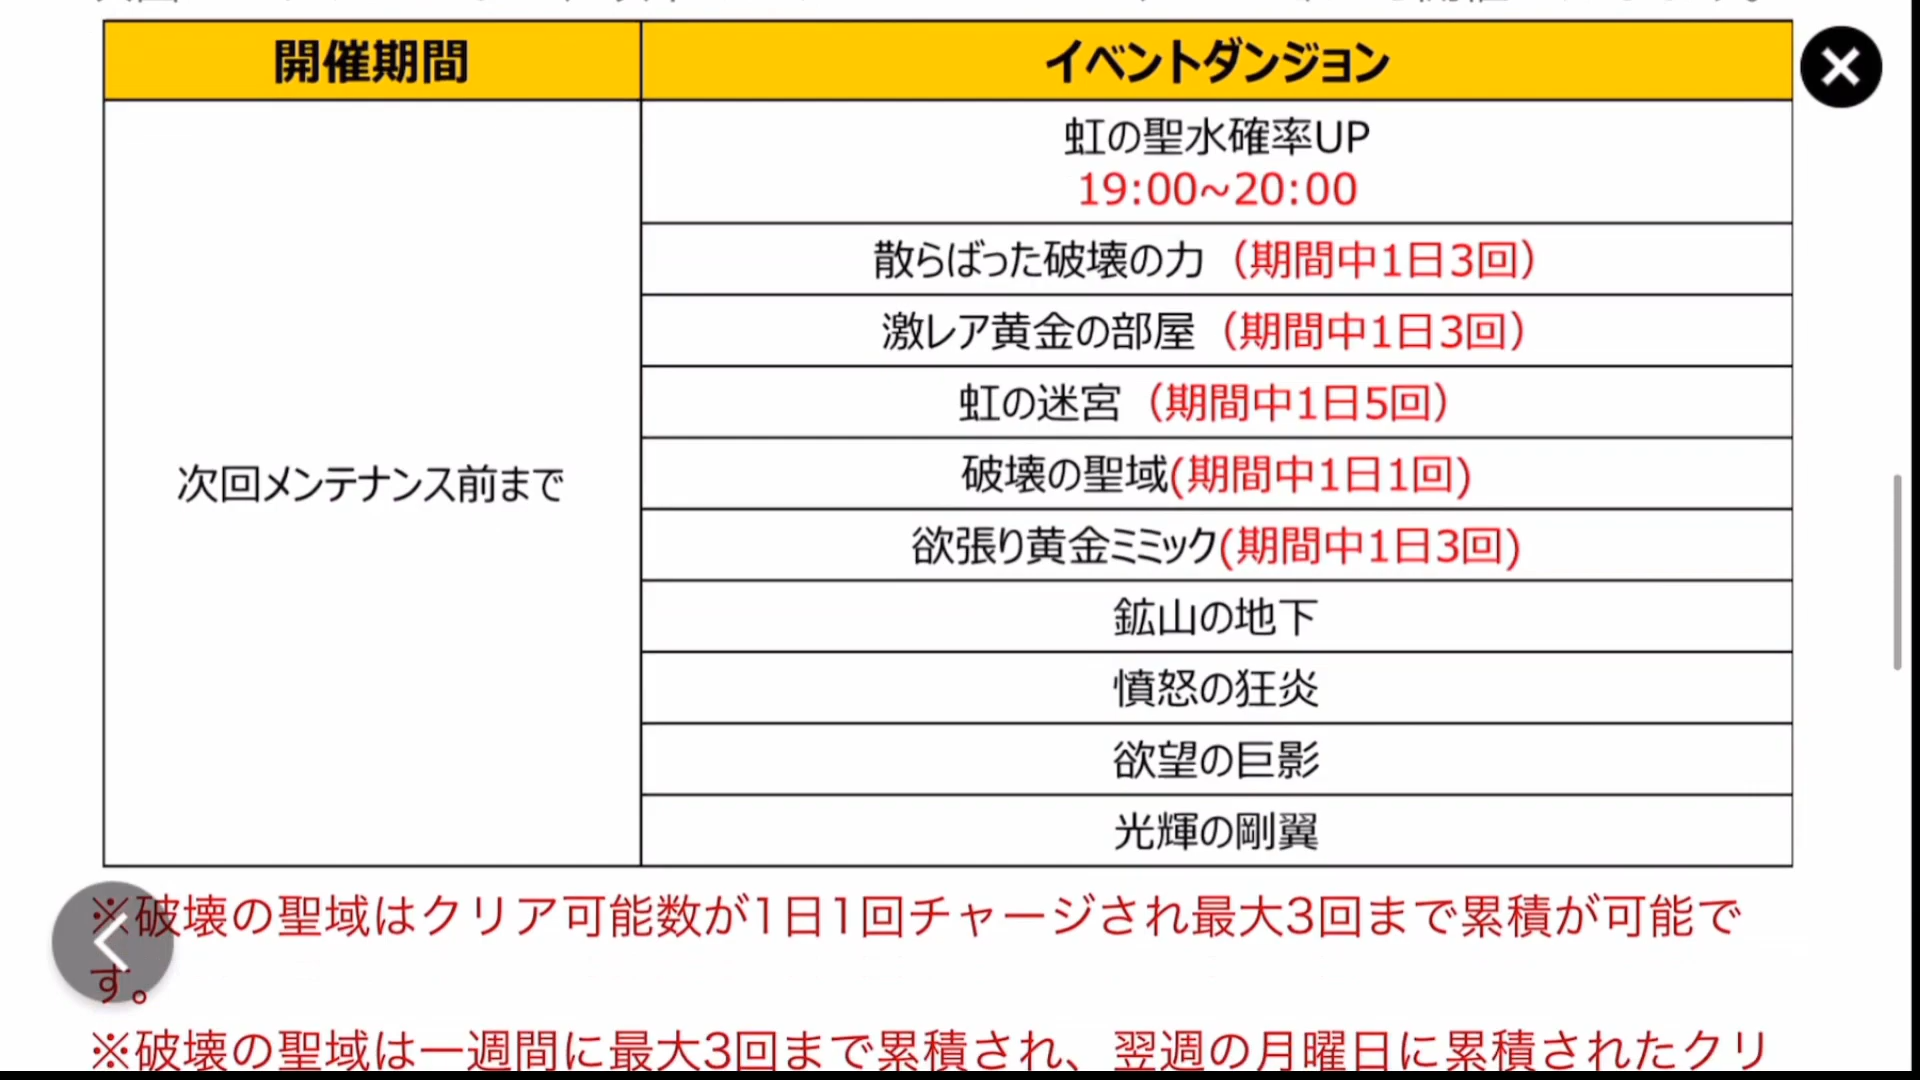 開催期間
イベントダンジョン
虹の聖水確率UP
19:00~20:00
散らばった破壊の力（期間中1日3回）
激レア黄金の部屋（期間中1日3回）
虹の迷宮（期間中1日5回）
破壊の聖域(期間中1日1回)
欲張り黄金ミミック(期間中1日3回)
鉱山の地下
憤怒の狂炎
欲望の巨影
光輝の剛翼
次回メンテナンス前まで
※破壊の聖域はクリア可能数が1日1回チャージされ最大3回まで累積が可能で
す。
※破壊の聖域は一週間に最大3回まで累積され、翌週の月曜日に累積されたクリ